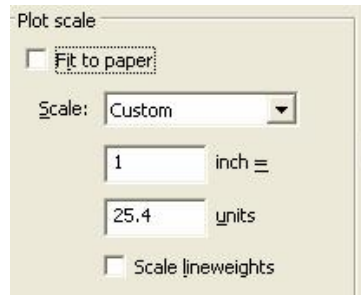 Plot scale
Fit to paper
Scale: Custom
1 inch =
25.4 units
Scale lineweights